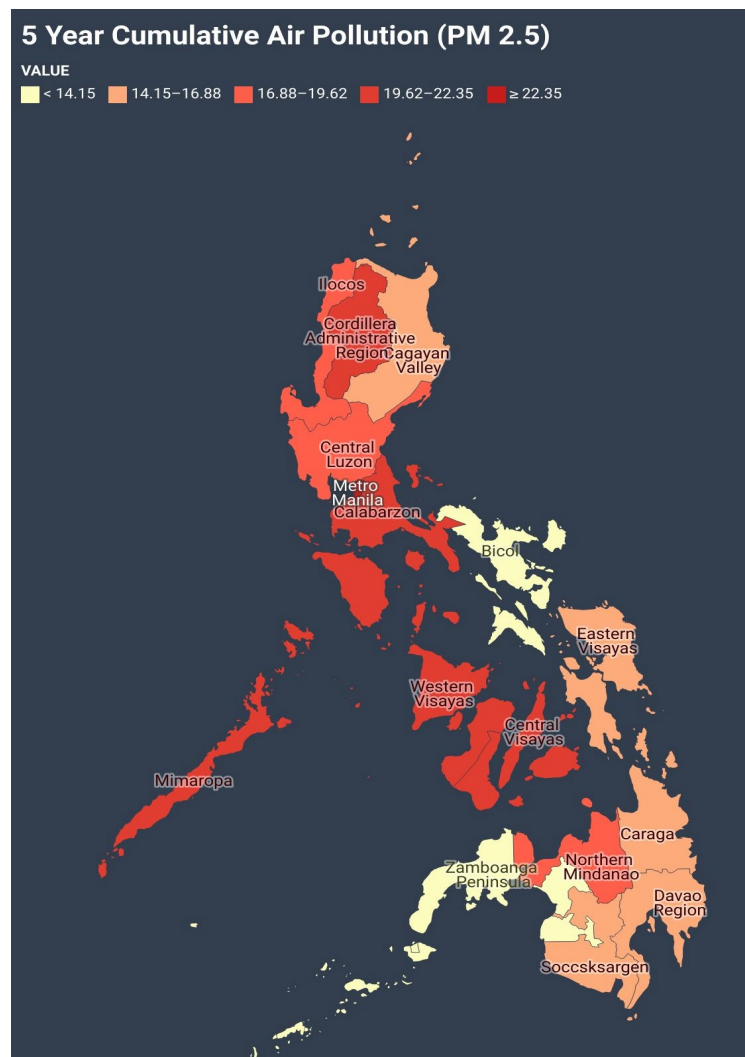 5 Year Cumulative Air Pollution (PM 2.5)
VALUE
< 14.15 14.15–16.88 16.88–19.62 19.62–22.35 ≥ 22.35
Ilocos
Cordillera
Administrative
Region
Cagayan
Valley
Central
Luzon
Metro
Manila
Calabarzon
Bicol
Eastern
Visayas
Western
Visayas
Central
Visayas
Mimaropa
Caraga
Northern
Mindanao
Zamboanga
Peninsula
Davao
Region
Soccsksargen